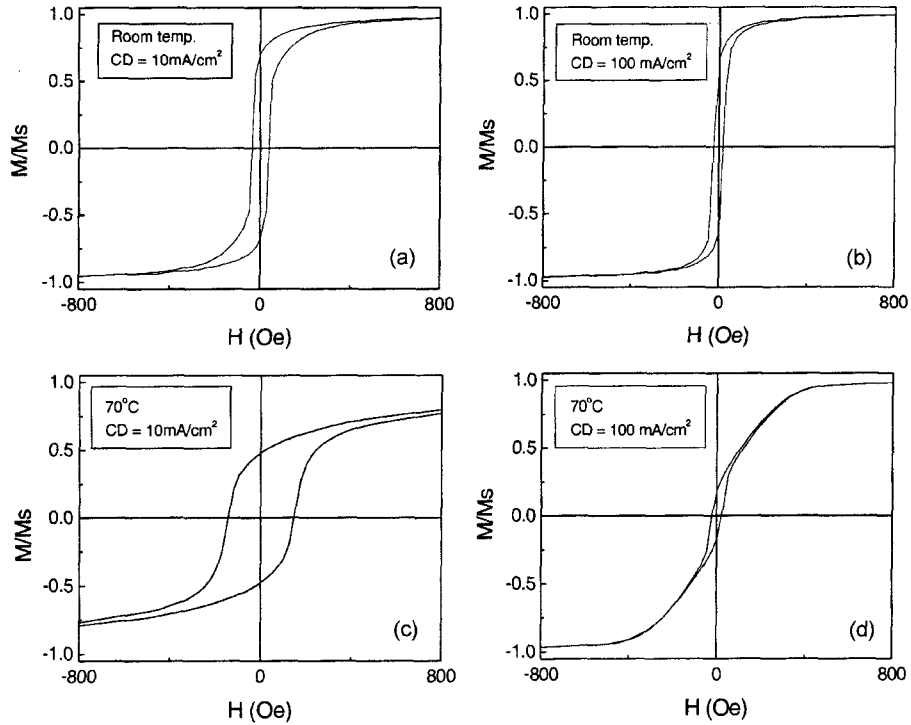 1.0
0.5
0.0
-0.5
-1.0
M/Ms
Room temp.
CD = 10mA/cm²
(a)
-800
0
800
H (Oe)
1.0
0.5
0.0
-0.5
-1.0
M/Ms
Room temp.
CD = 100 mA/cm²
(b)
-800
0
800
H (Oe)
1.0
0.5
0.0
-0.5
-1.0
M/Ms
70°C
CD = 10mA/cm²
(c)
-800
0
800
H (Oe)
1.0
0.5
0.0
-0.5
-1.0
M/Ms
70°C
CD = 100 mA/cm²
(d)
-800
0
800
H (Oe)